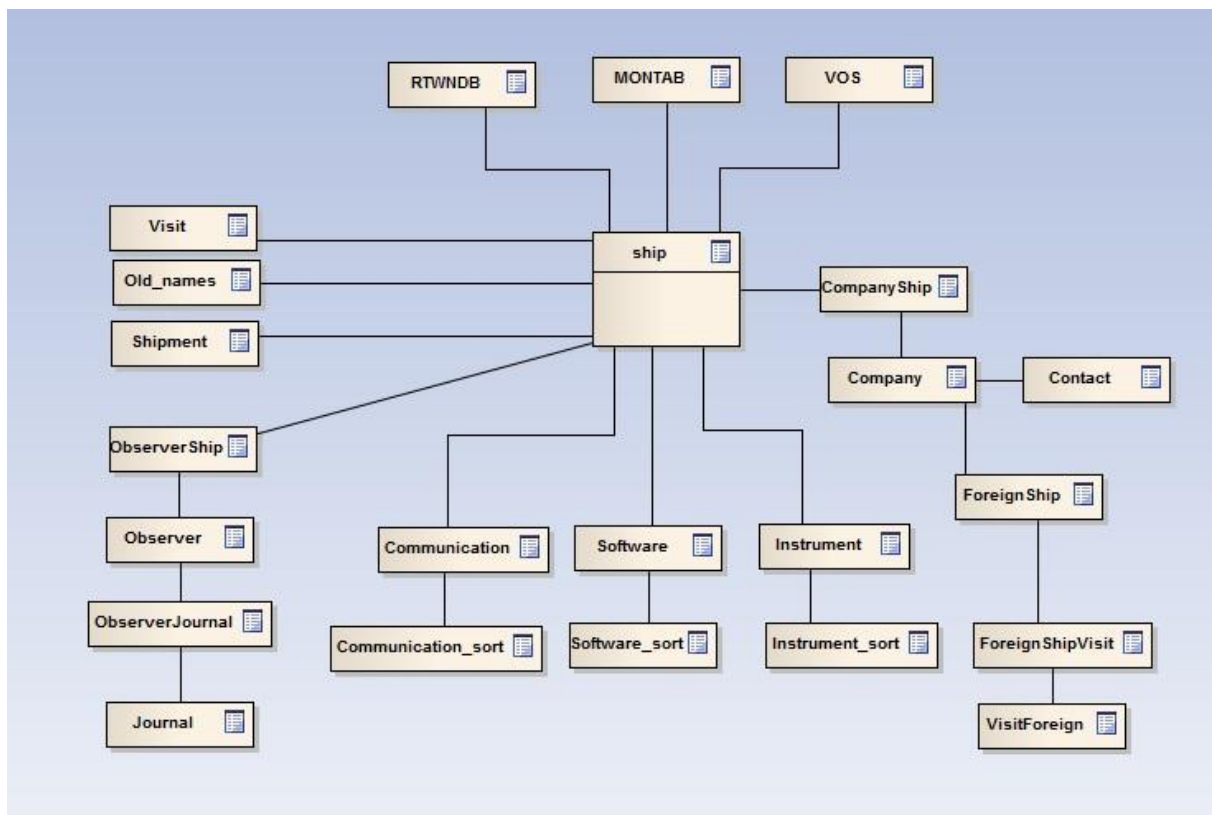 RTWNDB
MONTAB
VOS
Visit
ship
Old_names
CompanyShip
Shipment
Company
Contact
ObserverShip
ForeignShip
Observer
Communication
Software
Instrument
ObserverJournal
Communication_sort
Software_sort
Instrument_sort
ForeignShipVisit
Journal
VisitForeign